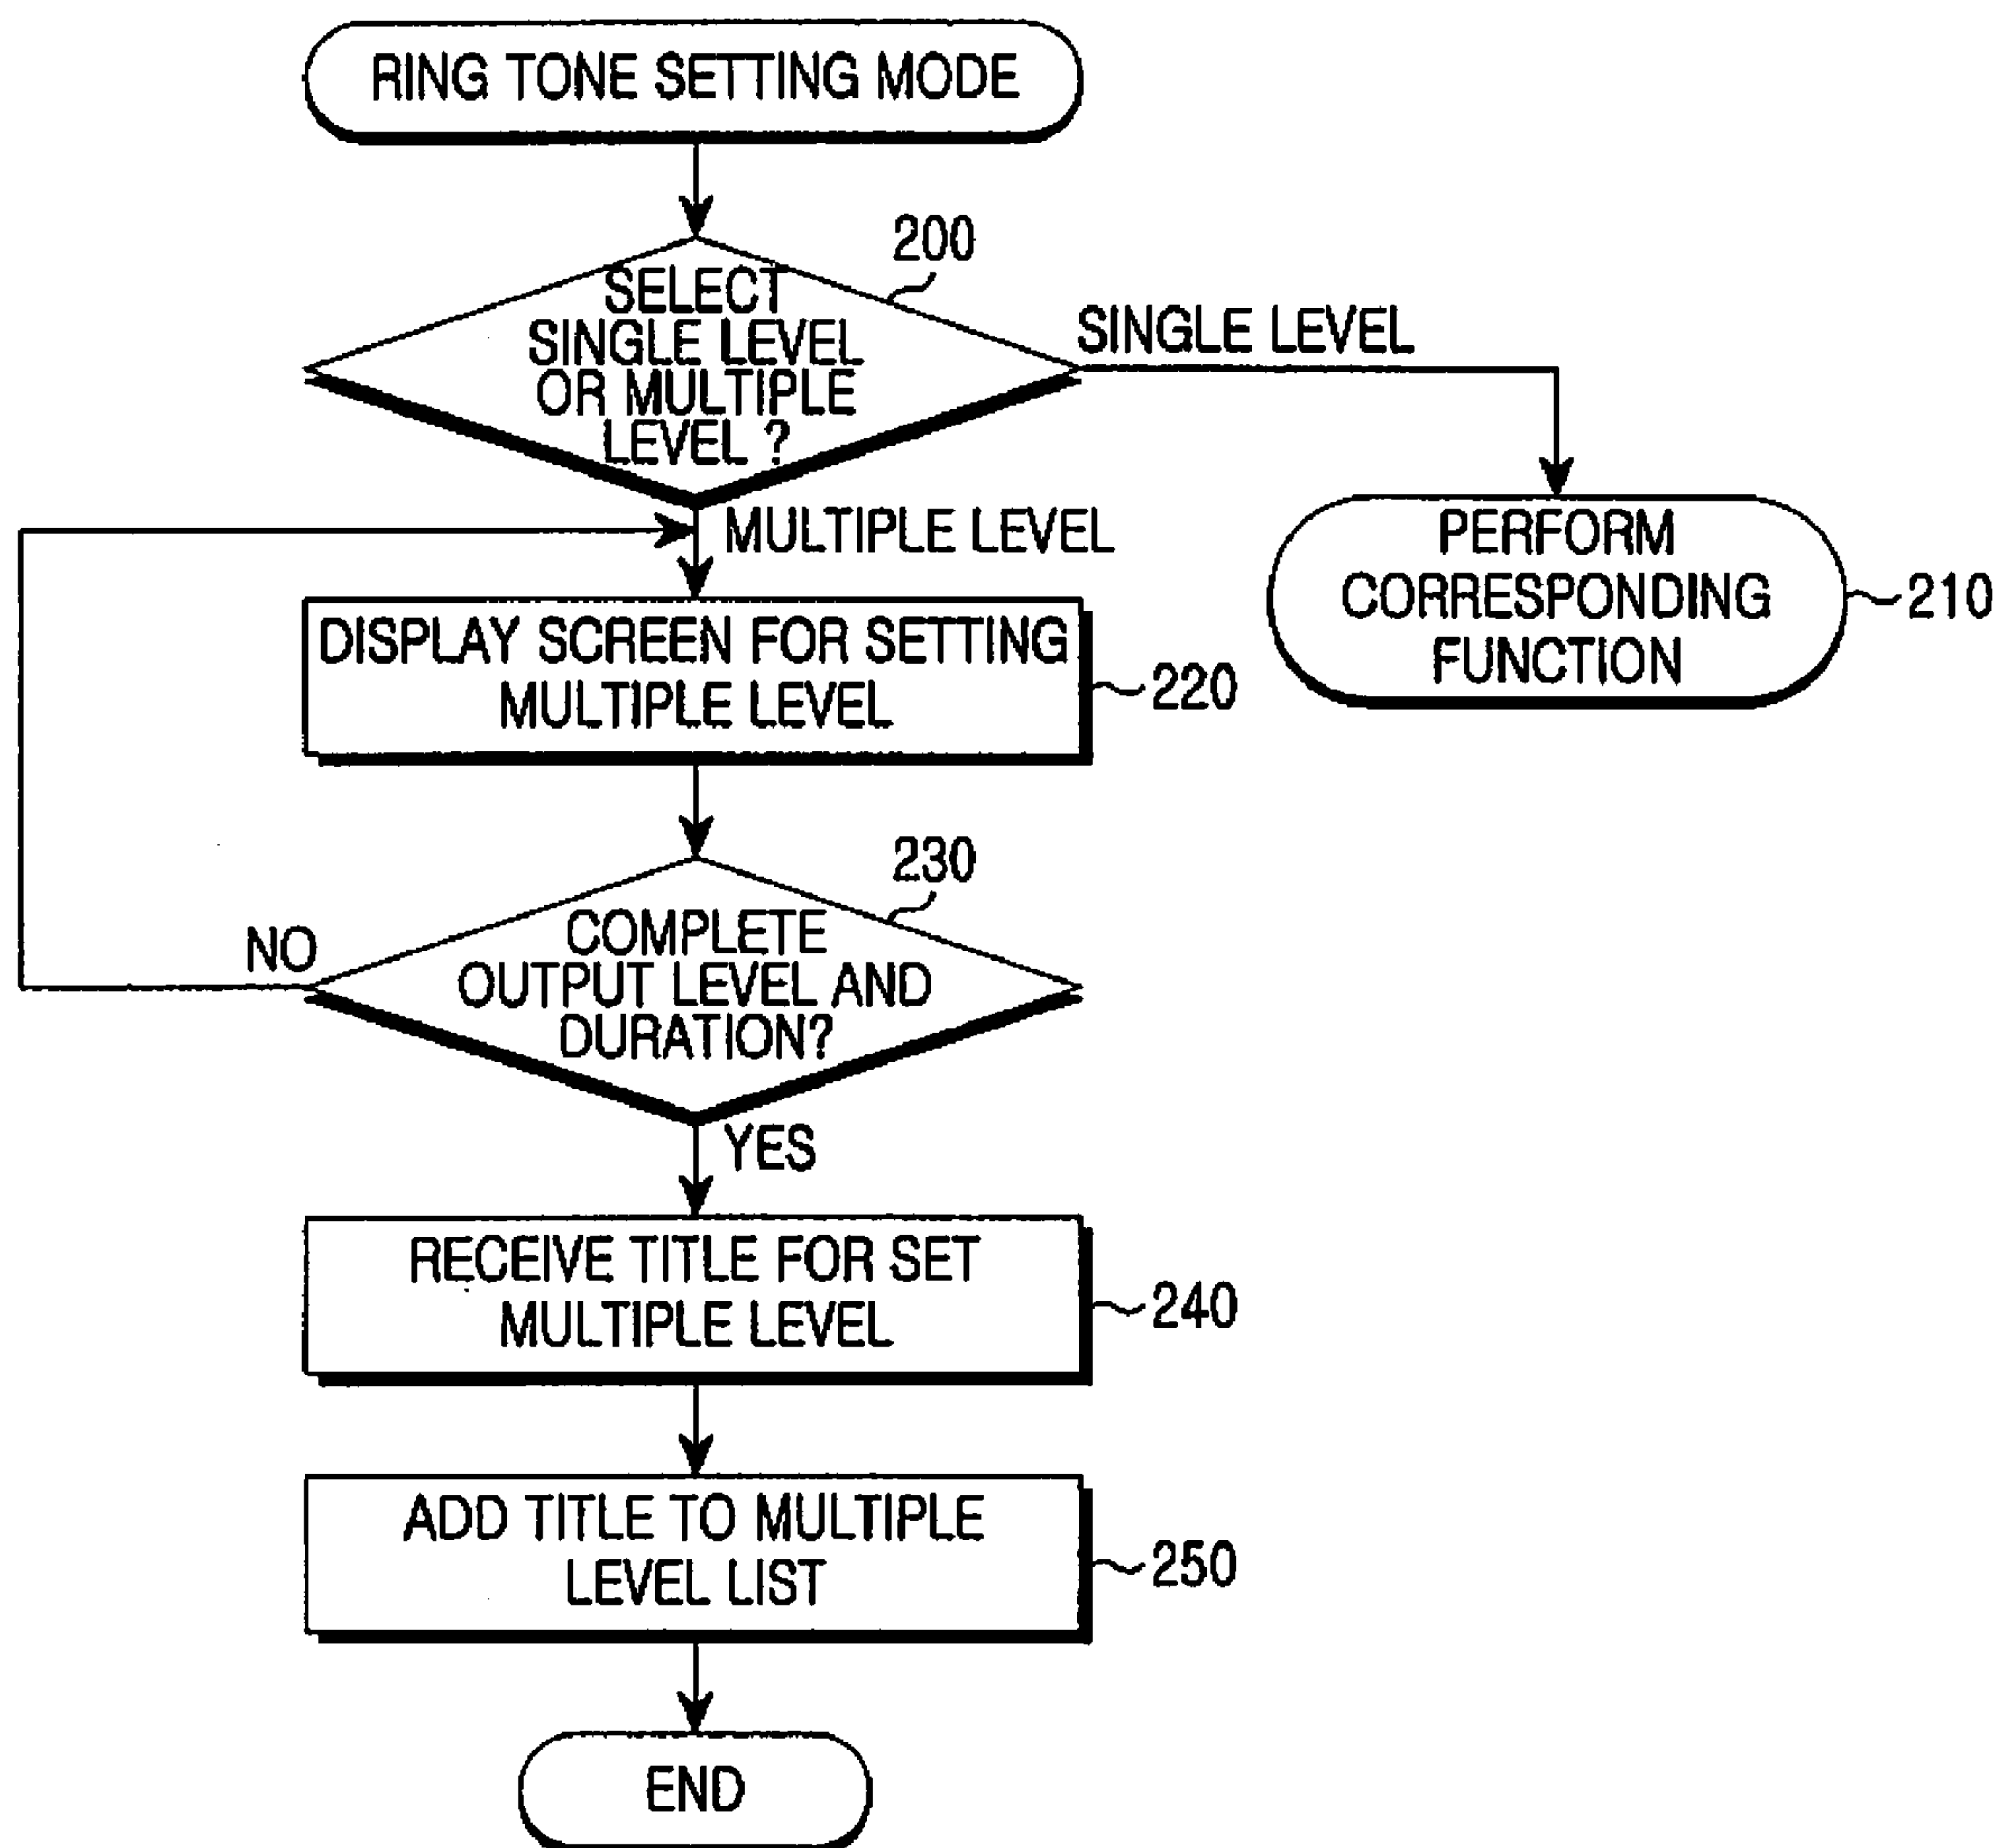 RING TONE SETTING MODE
200
SELECT
SINGLE LEVEL
OR MULTIPLE
LEVEL ?
SINGLE LEVEL
MULTIPLE LEVEL
PERFORM
CORRESPONDING
FUNCTION
210
DISPLAY SCREEN FOR SETTING
MULTIPLE LEVEL
220
230
COMPLETE
OUTPUT LEVEL AND
DURATION?
NO
YES
RECEIVE TITLE FOR SET
MULTIPLE LEVEL
240
ADD TITLE TO MULTIPLE
LEVEL LIST
250
END